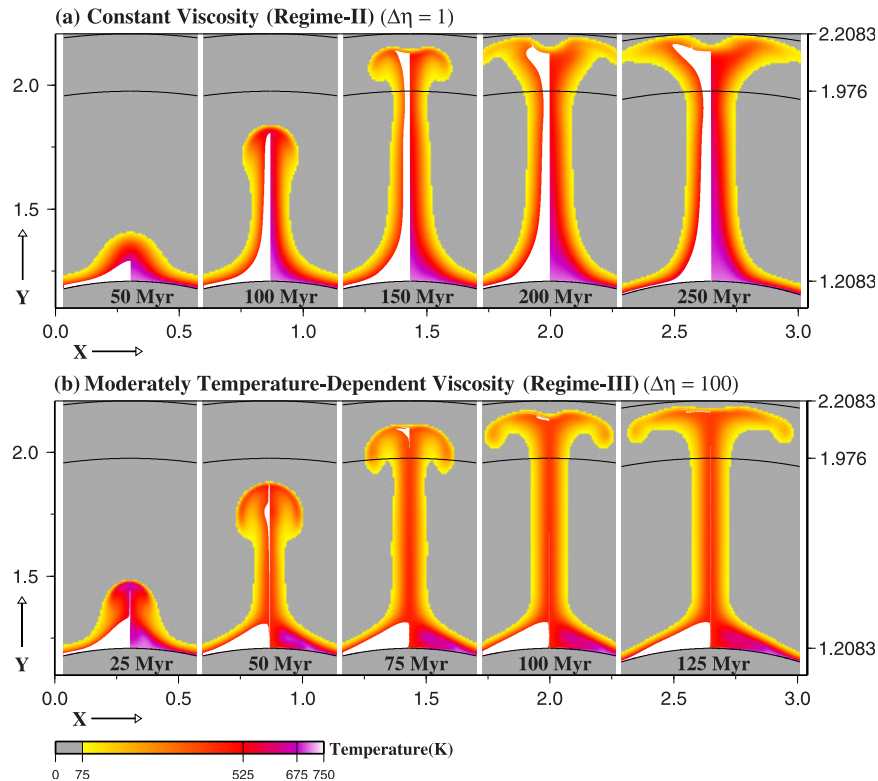 (a) Constant Viscosity (Regime-II) (Δη = 1)
2.2083
2.0
1.976
1.5
1.2083
Y
50 Myr 100 Myr 150 Myr 200 Myr 250 Myr
0.0 0.5 1.0 1.5 2.0 2.5 3.0
X
(b) Moderately Temperature-Dependent Viscosity (Regime-III) (Δη = 100)
2.2083
2.0
1.976
1.5
1.2083
Y
25 Myr 50 Myr 75 Myr 100 Myr 125 Myr
0.0 0.5 1.0 1.5 2.0 2.5 3.0
X
Temperature(K)
0 75 525 675 750